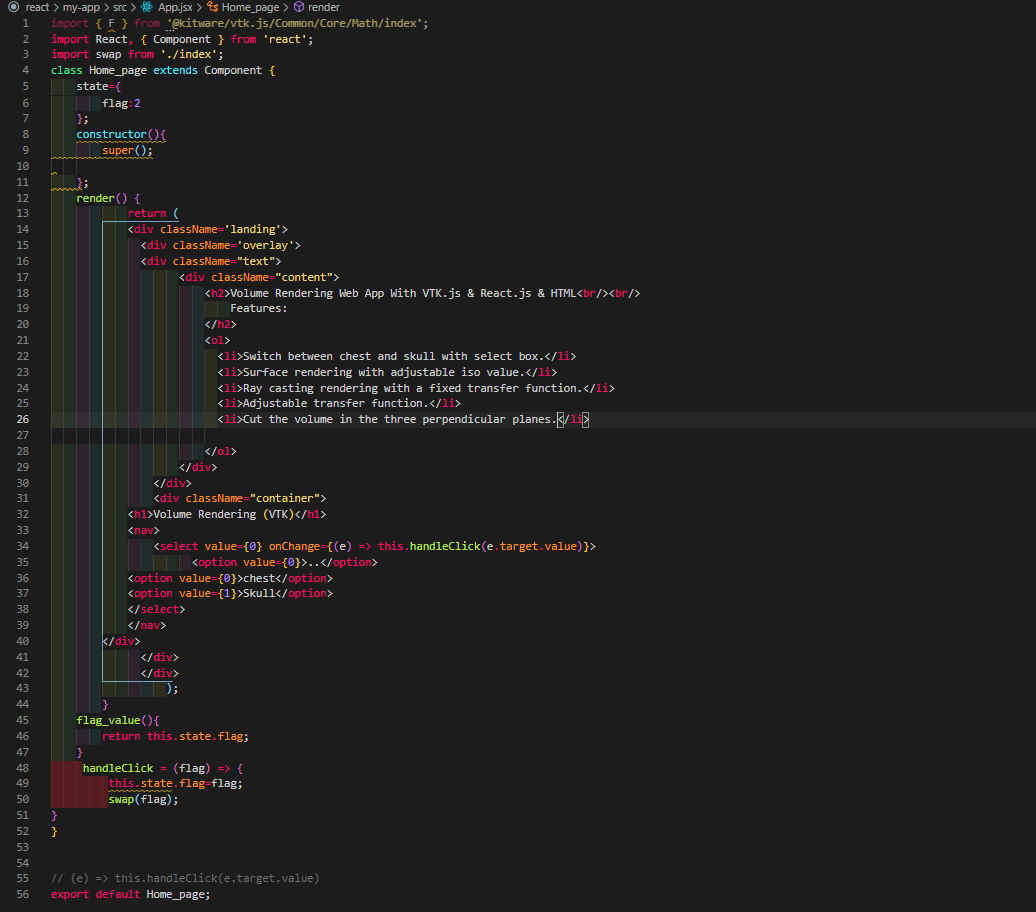 react > my-app > src > App.jsx > Home_page > render
1 import { F } from '@kitware/vtk.js/Common/Core/Math/index';
2 import React, { Component } from 'react';
3 import swap from './index';
4 class Home_page extends Component {
5     state={
6         flag:2
7     };
8     constructor(){
9         super();
10
11     };
12     render() {
13             return (
14             <div className='landing'>
15               <div className='overlay'>
16               <div className="text">
17                     <div className="content">
18                         <h2>Volume Rendering Web App With VTK.js & React.js & HTML<br/><br/>
19                             Features:
20                         </h2>
21                         <ol>
22                           <li>Switch between chest and skull with select box.</li>
23                           <li>Surface rendering with adjustable iso value.</li>
24                           <li>Ray casting rendering with a fixed transfer function.</li>
25                           <li>Adjustable transfer function.</li>
26                           <li>Cut the volume in the three perpendicular planes.</li>
27
28                         </ol>
29                     </div>
30                 </div>
31                 <div className="container">
32             <h1>Volume Rendering (VTK)</h1>
33             <nav>
34                 <select value={0} onChange={(e) => this.handleClick(e.target.value)}>
35                       <option value={0}>..</option>
36             <option value={0}>chest</option>
37             <option value={1}>Skull</option>
38             </select>
39             </nav>
40         </div>
41               </div>
42               </div>
43                   );
44         }
45     flag_value(){
46         return this.state.flag;
47     }
48      handleClick = (flag) => {
49          this.state.flag=flag;
50          swap(flag);
51 }
52 }
53
54
55 // (e) => this.handleClick(e.target.value)
56 export default Home_page;